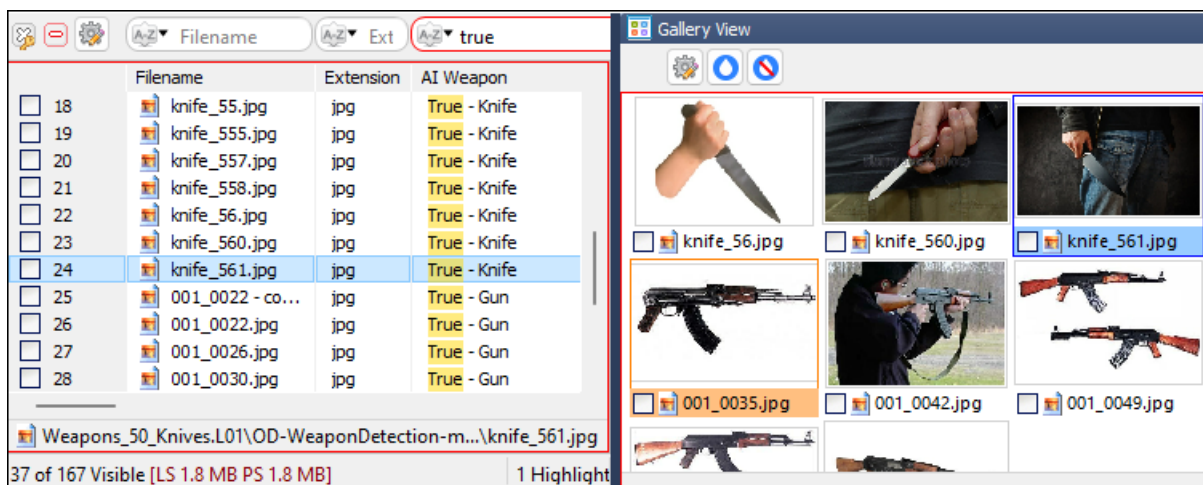 Filename
Ext
true
Filename Extension AI Weapon
18 knife_55.jpg jpg True - Knife
19 knife_555.jpg jpg True - Knife
20 knife_557.jpg jpg True - Knife
21 knife_558.jpg jpg True - Knife
22 knife_56.jpg jpg True - Knife
23 knife_560.jpg jpg True - Knife
24 knife_561.jpg jpg True - Knife
25 001_0022 - co... jpg True - Gun
26 001_0022.jpg jpg True - Gun
27 001_0026.jpg jpg True - Gun
28 001_0030.jpg jpg True - Gun
Weapons_50_Knives.L01\OD-WeaponDetection-m...\knife_561.jpg
37 of 167 Visible [LS 1.8 MB PS 1.8 MB] 1 Highlight
Gallery View
knife_56.jpg knife_560.jpg knife_561.jpg
001_0035.jpg 001_0042.jpg 001_0049.jpg